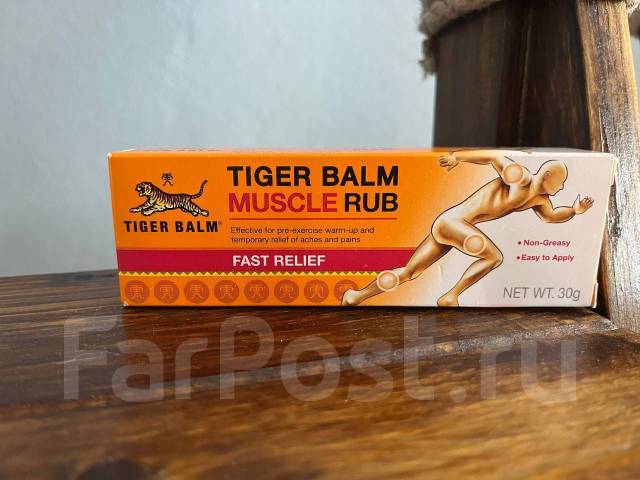 TIGER BALM
MUSCLE RUB
Effective for pre-exercise warm-up and
temporary relief of aches and pains
FAST RELIEF
TIGER BALM®
• Non-Greasy
• Easy to Apply
NET WT. 30g
FarPost.ru